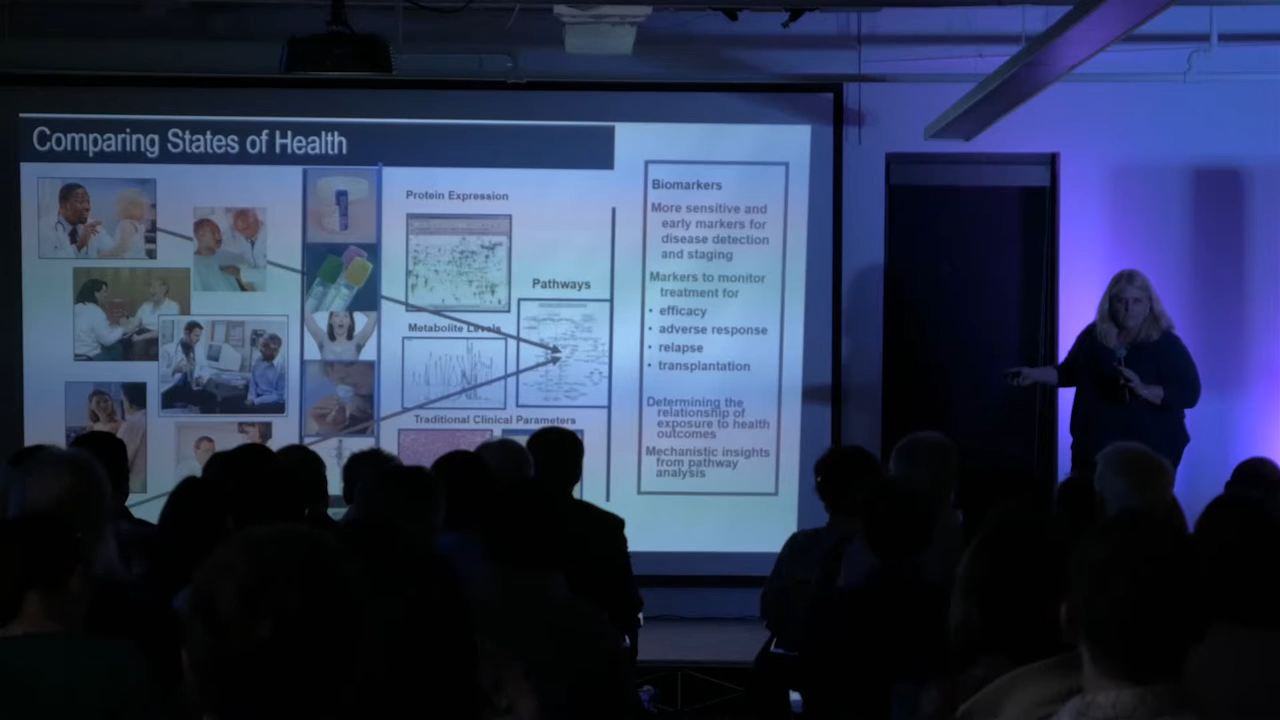 Comparing States of Health
Protein Expression
Metabolite Levels
Traditional Clinical Parameters
Pathways
Biomarkers
More sensitive and
early markers for
disease detection
and staging
Markers to monitor
treatment for
• efficacy
• adverse response
• relapse
• transplantation
Determining the
relationship of
exposure to health
outcomes
Mechanistic insights
from pathway
analysis